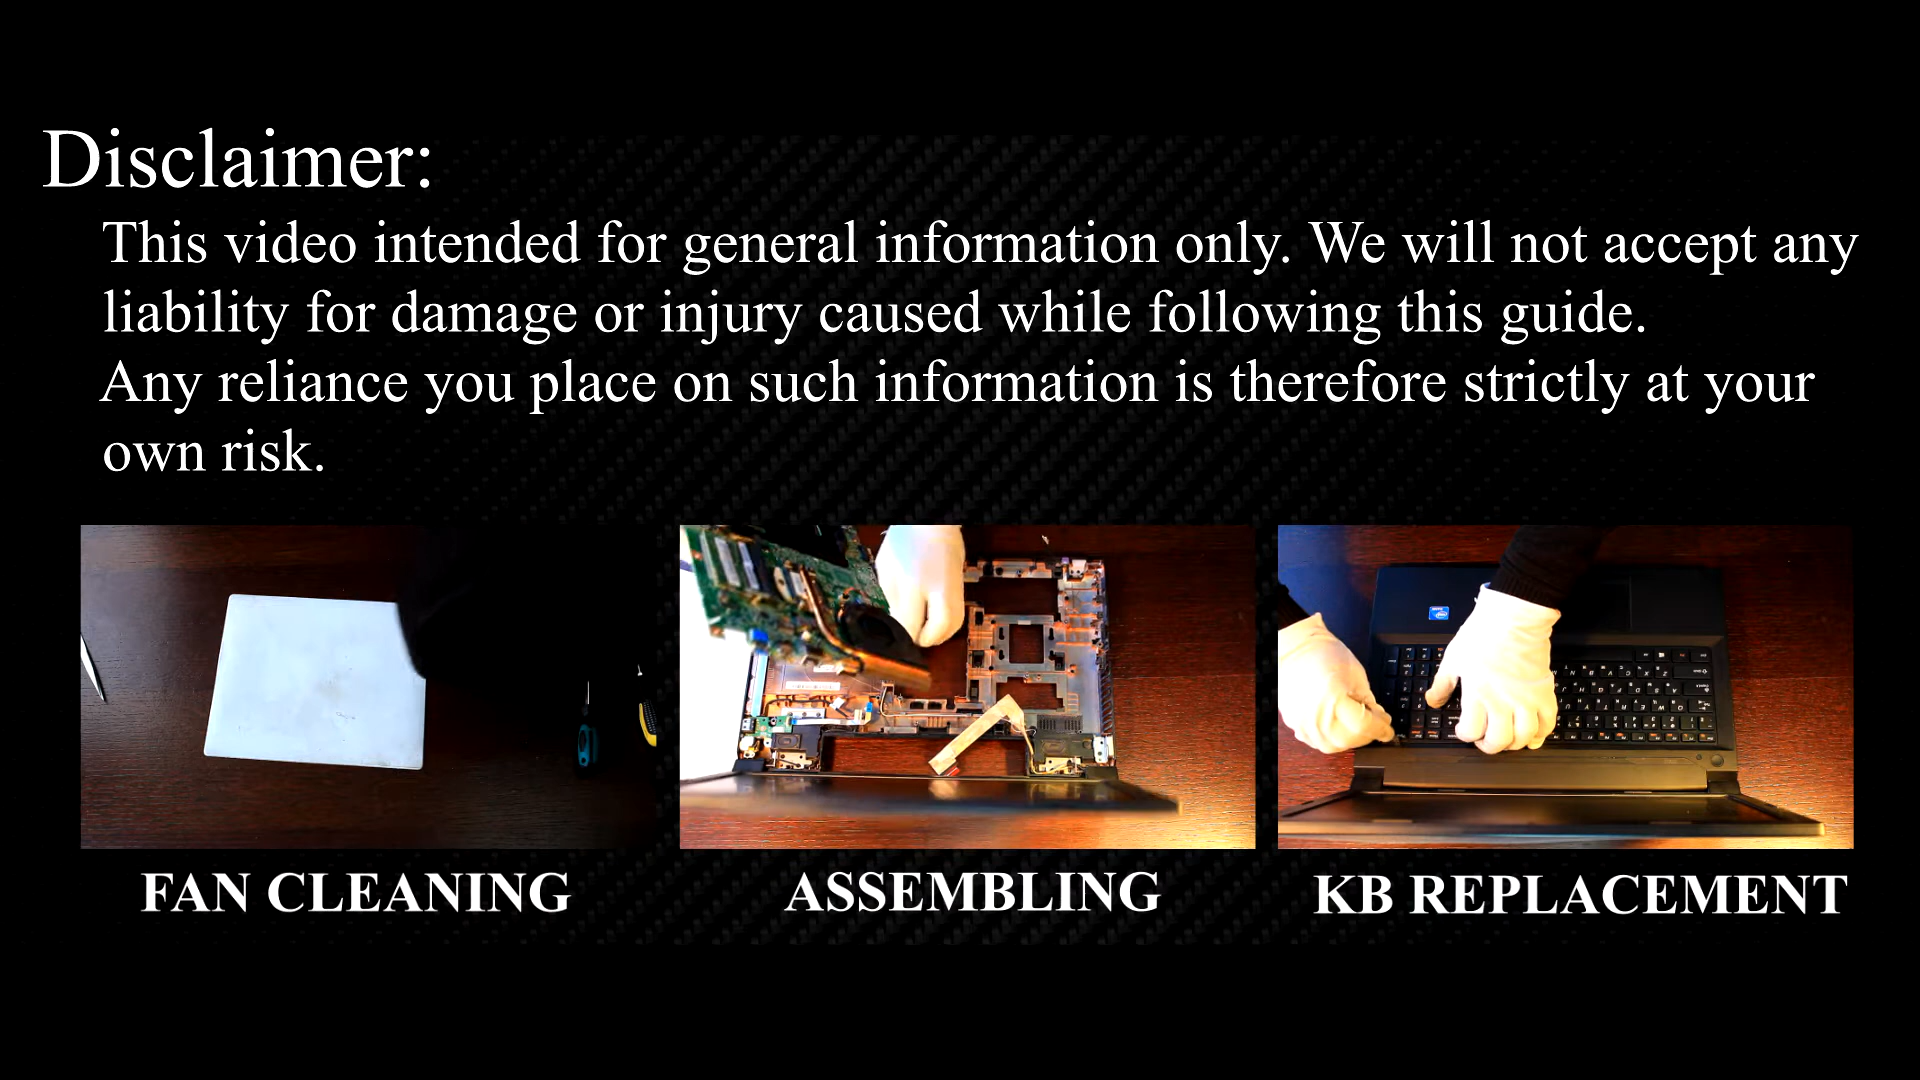 Disclaimer:
This video intended for general information only. We will not accept any
liability for damage or injury caused while following this guide.
Any reliance you place on such information is therefore strictly at your
own risk.
FAN CLEANING
ASSEMBLING
KB REPLACEMENT